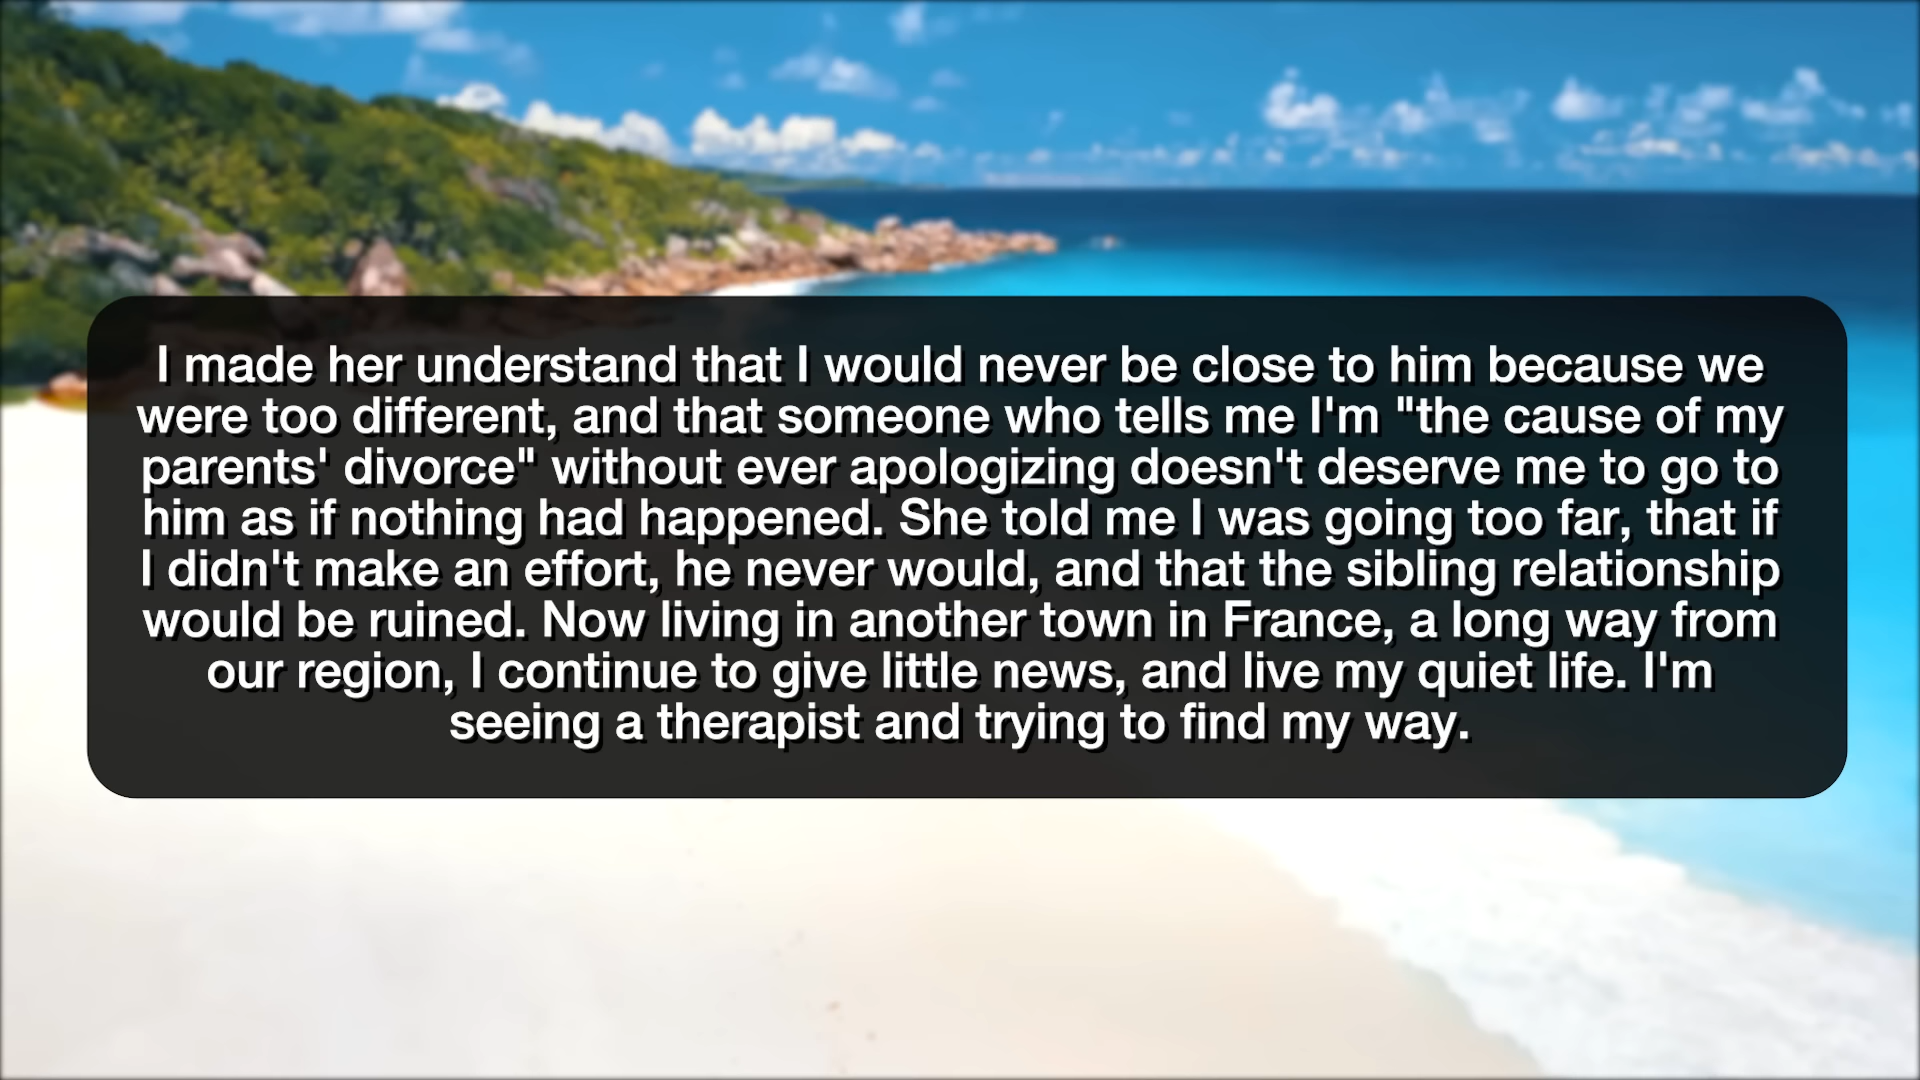 I made her understand that I would never be close to him because we
were too different, and that someone who tells me I'm "the cause of my
parents' divorce" without ever apologizing doesn't deserve me to go to
him as if nothing had happened. She told me I was going too far, that if
I didn't make an effort, he never would, and that the sibling relationship
would be ruined. Now living in another town in France, a long way from
our region, I continue to give little news, and live my quiet life. I'm
seeing a therapist and trying to find my way.